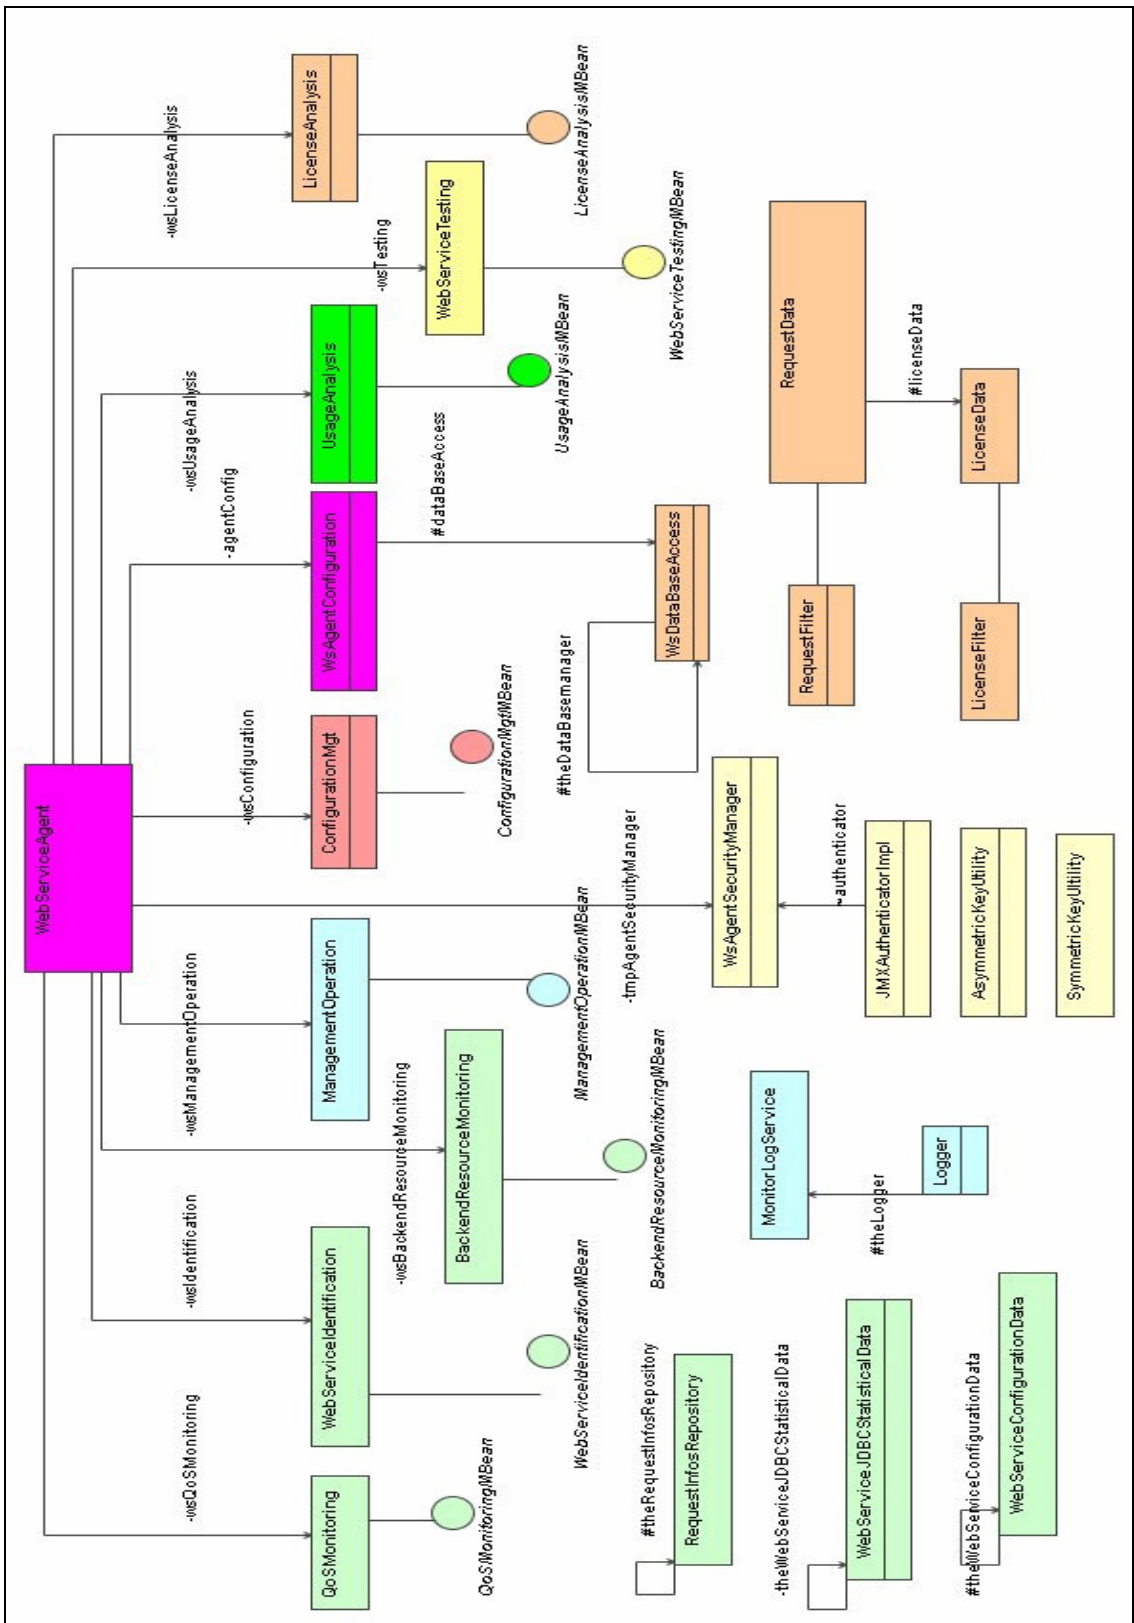 WebServiceAgent
-wsQoSMonitoring
-wsIdentification
-wsManagementOperation
-wsConfiguration
-agentConfig
-wsUsageAnalysis
-wsLicenseAnalysis
-wsTesting
-wsBackendResourceMonitoring
QoSMonitoring
WebServiceIdentification
ManagementOperation
ConfigurationMgt
WsAgentConfiguration
UsageAnalysis
LicenseAnalysis
BackendResourceMonitoring
WebServiceTesting
QoSMonitoringMBean
WebServiceIdentificationMBean
ManagementOperationMBean
ConfigurationMgtMBean
UsageAnalysisMBean
LicenseAnalysisMBean
BackendResourceMonitoringMBean
WebServiceTestingMBean
#dataBaseAccess
#theDataBasemanager
WsDataBaseAccess
-tmpAgentSecurityManager
WsAgentSecurityManager
~authenticator
JMXAuthenticatorImpl
AsymmetricKeyUtility
SymmetricKeyUltility
RequestData
#licenseData
RequestFilter
LicenseData
LicenseFilter
MonitorLogService
#theLogger
Logger
#theRequestInfosRepository
RequestInfosRepository
-theWebServiceJDBCStatisticalData
WebServiceJDBCStatisticalData
#theWebServiceConfigurationData
WebServiceConfigurationData